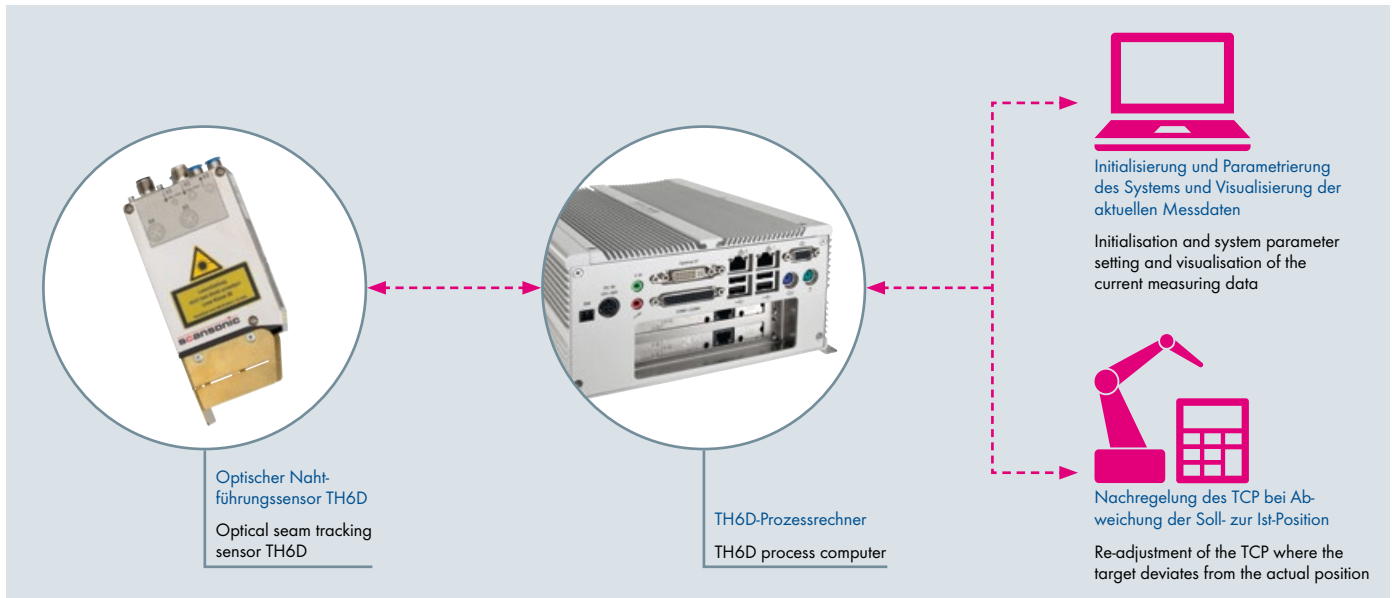 scansonic
Optischer Naht-
führungssensor TH6D
Optical seam tracking
sensor TH6D
TH6D-Prozessrechner
TH6D process computer
Initialisierung und Parametrierung
des Systems und Visualisierung der
aktuellen Messdaten
Initialisation and system parameter
setting and visualisation of the
current measuring data
Nachregelung des TCP bei Ab-
weichung der Soll- zur Ist-Position
Re-adjustment of the TCP where the
target deviates from the actual position